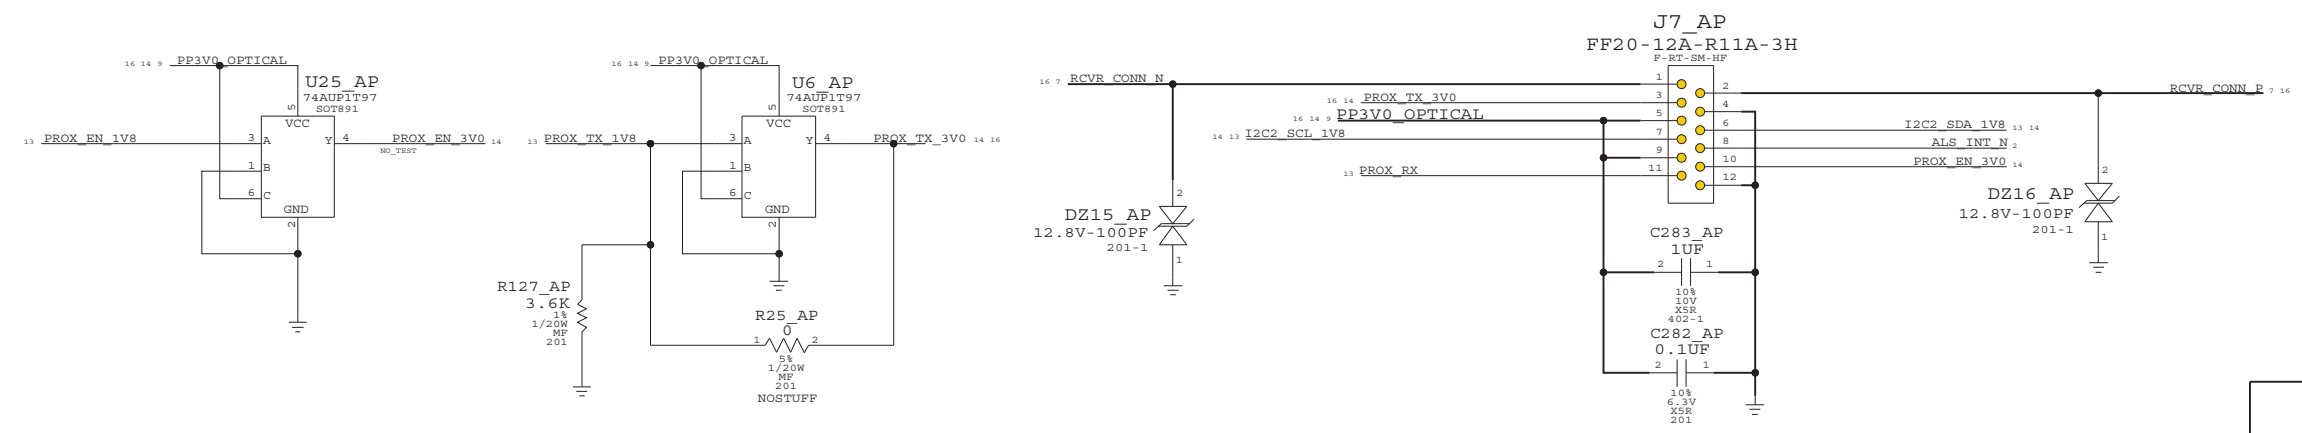 16 14 9 PP3V0_OPTICAL
U25_AP
74AUP1T97
SOT891
5
VCC
13 PROX_EN_1V8
3 A
Y 4
PROX_EN_3V0 14
NO_TEST
1 B
6 C
GND
2
16 14 9 PP3V0_OPTICAL
U6_AP
74AUP1T97
SOT891
5
VCC
13 PROX_TX_1V8
3 A
Y 4
PROX_TX_3V0 14 16
1 B
6 C
GND
2
R127_AP
3.6K
1%
1/20W
MF
201
R25_AP
0
1 2
5%
1/20W
MF
201
NOSTUFF
J7_AP
FF20-12A-R11A-3H
F-RT-SM-HF
16 7 RCVR_CONN_N
1
2
RCVR_CONN_P 7 16
16 14 PROX_TX_3V0
3
4
16 14 9 PP3V0_OPTICAL
5
6
I2C2_SDA_1V8 13 14
14 13 I2C2_SCL_1V8
7
8
ALS_INT_N 2
9
10
PROX_EN_3V0 14
13 PROX_RX
11
12
2
DZ15_AP
12.8V-100PF
201-1
1
2
DZ16_AP
12.8V-100PF
201-1
1
C283_AP
1UF
2 1
10%
10V
X5R
402-1
C282_AP
0.1UF
2 1
10%
6.3V
X5R
201